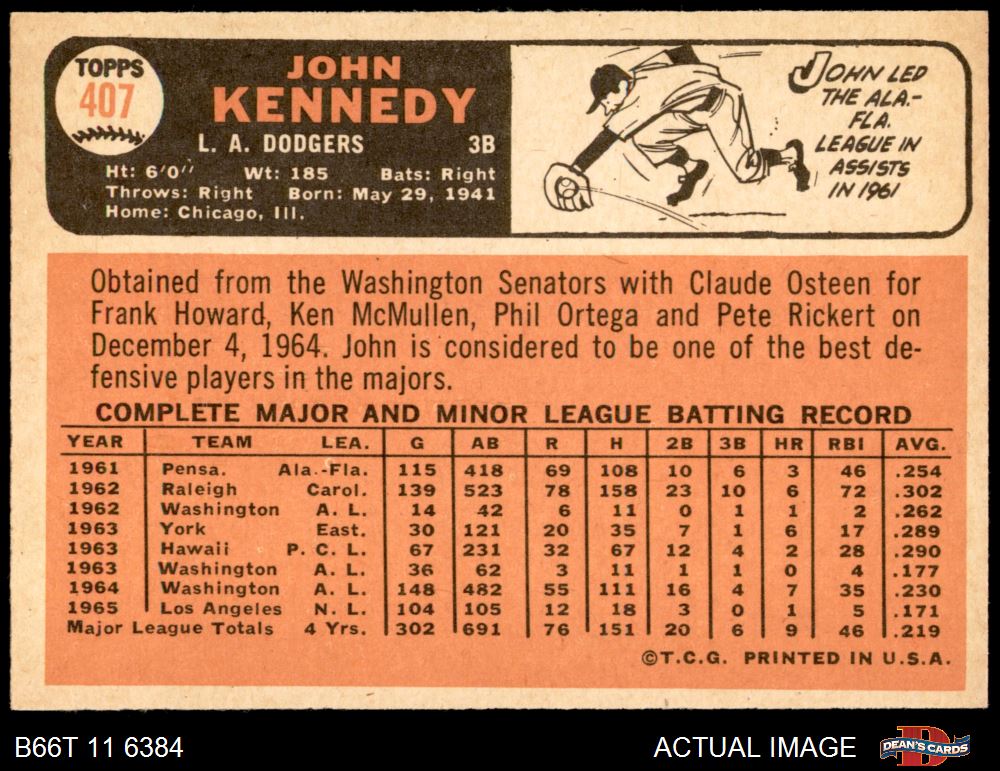 TOPPS
407
JOHN
KENNEDY
L. A. DODGERS 3B
Ht: 6'0" Wt: 185 Bats: Right
Throws: Right Born: May 29, 1941
Home: Chicago, Ill.
JOHN LED
THE ALA.-
FLA.
LEAGUE IN
ASSISTS
IN 1961
Obtained from the Washington Senators with Claude Osteen for
Frank Howard, Ken McMullen, Phil Ortega and Pete Rickert on
December 4, 1964. John is considered to be one of the best de-
fensive players in the majors.
COMPLETE MAJOR AND MINOR LEAGUE BATTING RECORD
YEAR TEAM LEA. G AB R H 2B 3B HR RBI AVG.
1961 Pensa. Ala.-Fla. 115 418 69 108 10 6 3 46 .254
1962 Raleigh Carol. 139 523 78 158 23 10 6 72 .302
1962 Washington A. L. 14 42 6 11 0 1 1 2 .262
1963 York East. 30 121 20 35 7 1 6 17 .289
1963 Hawaii P. C. L. 67 231 32 67 12 4 2 28 .290
1963 Washington A. L. 36 62 3 11 1 1 0 4 .177
1964 Washington A. L. 148 482 55 111 16 4 7 35 .230
1965 Los Angeles N. L. 104 105 12 18 3 0 1 5 .171
Major League Totals 4 Yrs. 302 691 76 151 20 6 9 46 .219
©T.C.G. PRINTED IN U.S.A.
B66T 11 6384 ACTUAL IMAGE DEAN'S CARDS